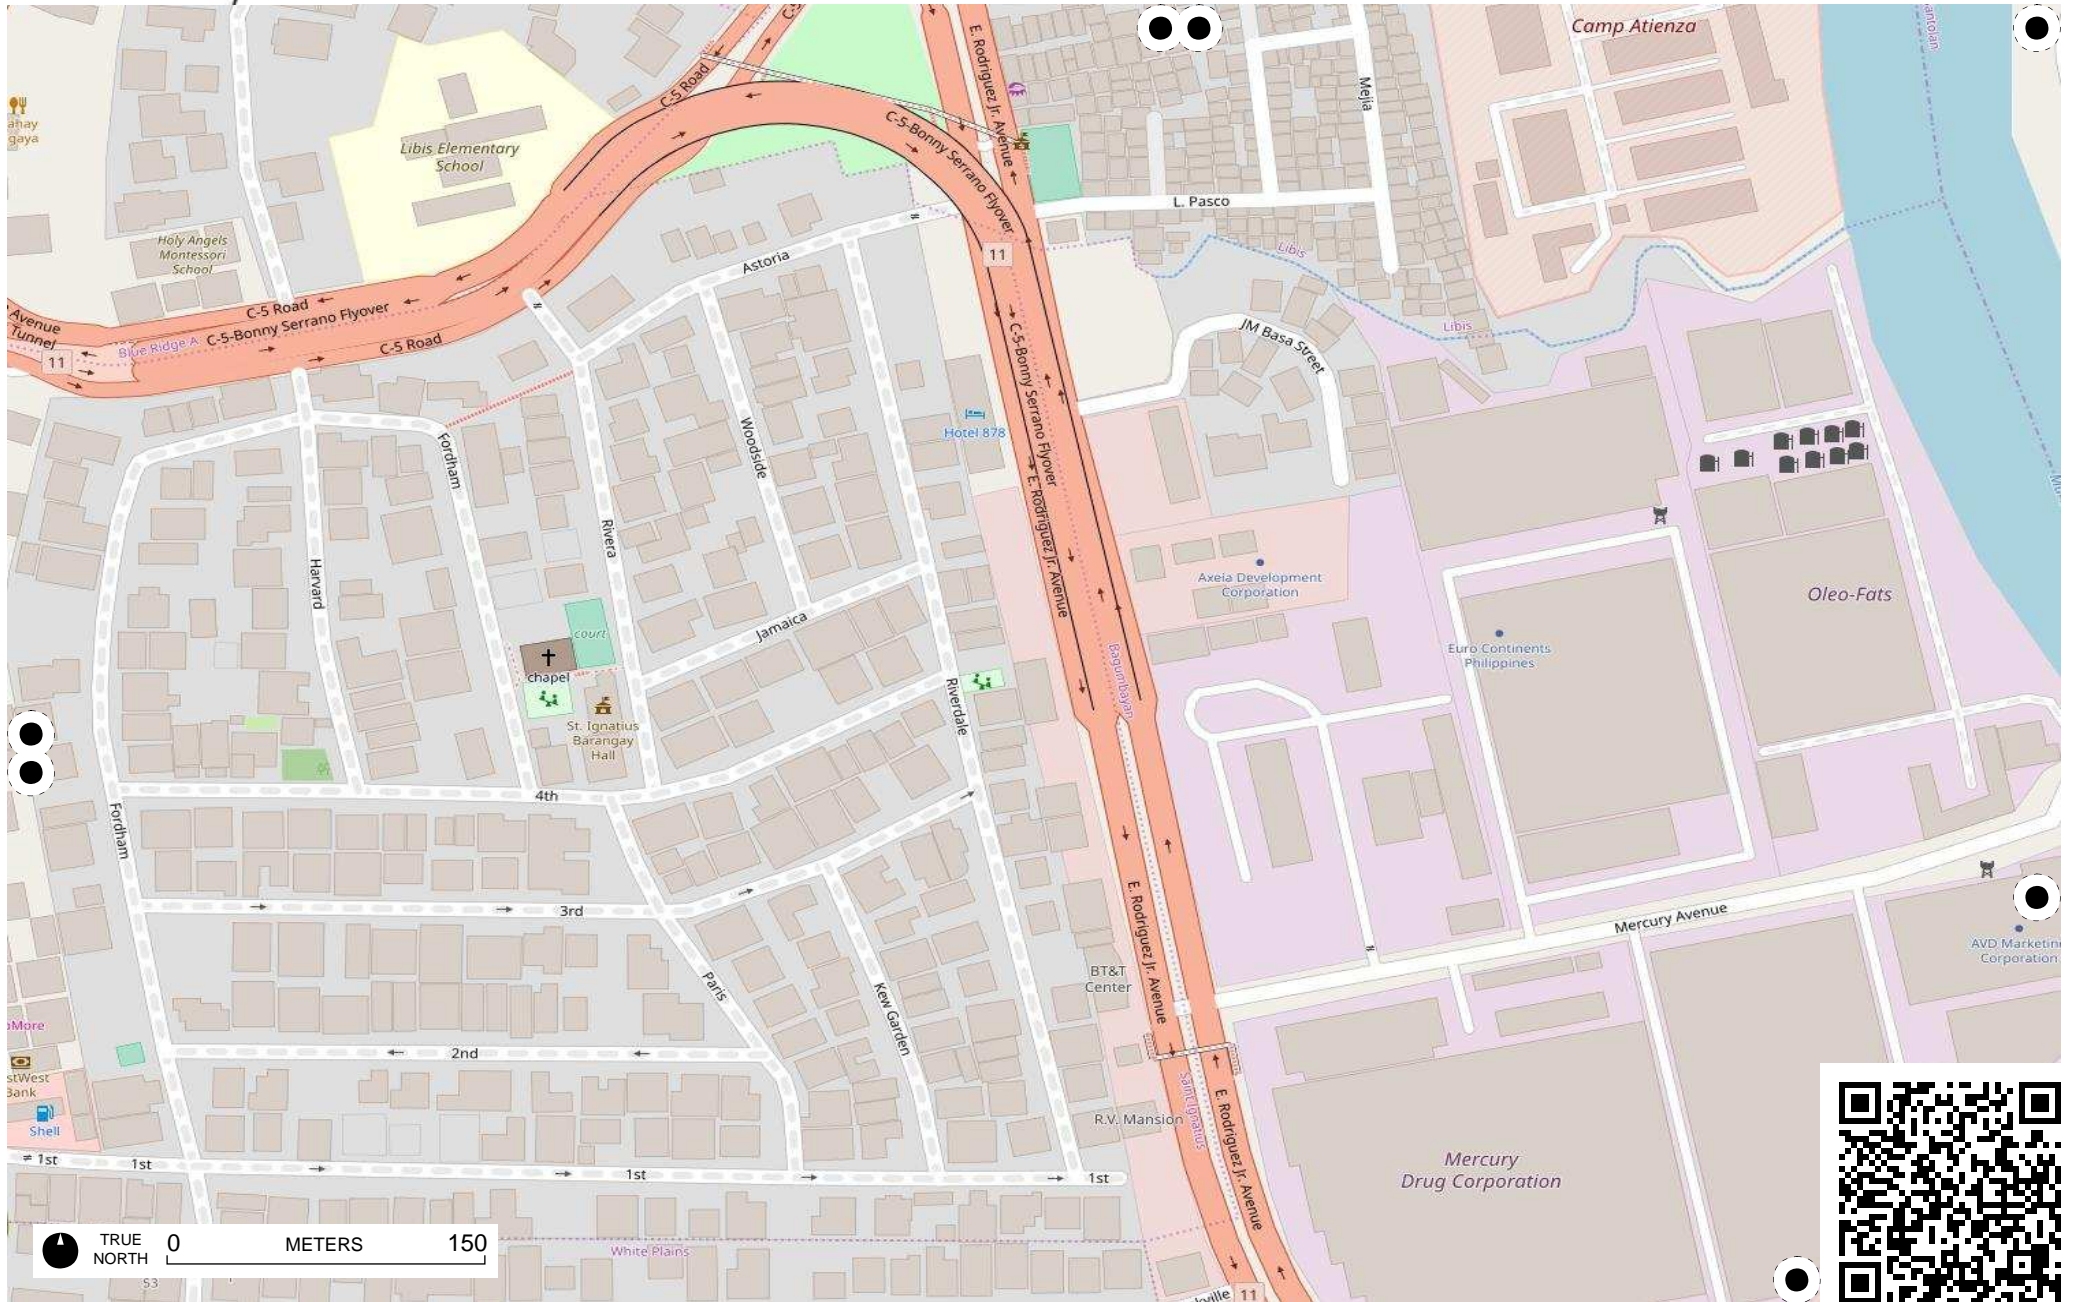 Camp Atienza
E. Rodriguez Jr. Avenue
C-5 Road
Mejia
C-5-Bonny Serrano Flyover
Libis Elementary
School
L. Pasco
Holy Angels
Montessori
School
Astoria
Libis
11
C-5 Road
C-5-Bonny Serrano Flyover
Avenue
Tunnel
Blue Ridge A
C-5 Road
11
JM Basa Street
Libis
C-5-Bonny Serrano Flyover
Hotel 878
Woodside
Fordham
Rivera
E. Rodriguez Jr. Avenue
Harvard
Axeia Development
Corporation
Oleo-Fats
Jamaica
court
Euro Continents
Philippines
chapel
Bagumbayan
Riverdale
St. Ignatius
Barangay
Hall
4th
Fordham
3rd
E. Rodriguez Jr. Avenue
Mercury Avenue
AVD Marketing
Corporation
BT&T
Center
Paris
Kew Garden
2nd
Bank
Shell
R.V. Mansion
Saint Ignatius
E. Rodriguez Jr. Avenue
1st
1st
1st
1st
Mercury
Drug Corporation
White Plains
TRUE
NORTH
0 METERS 150
53
11